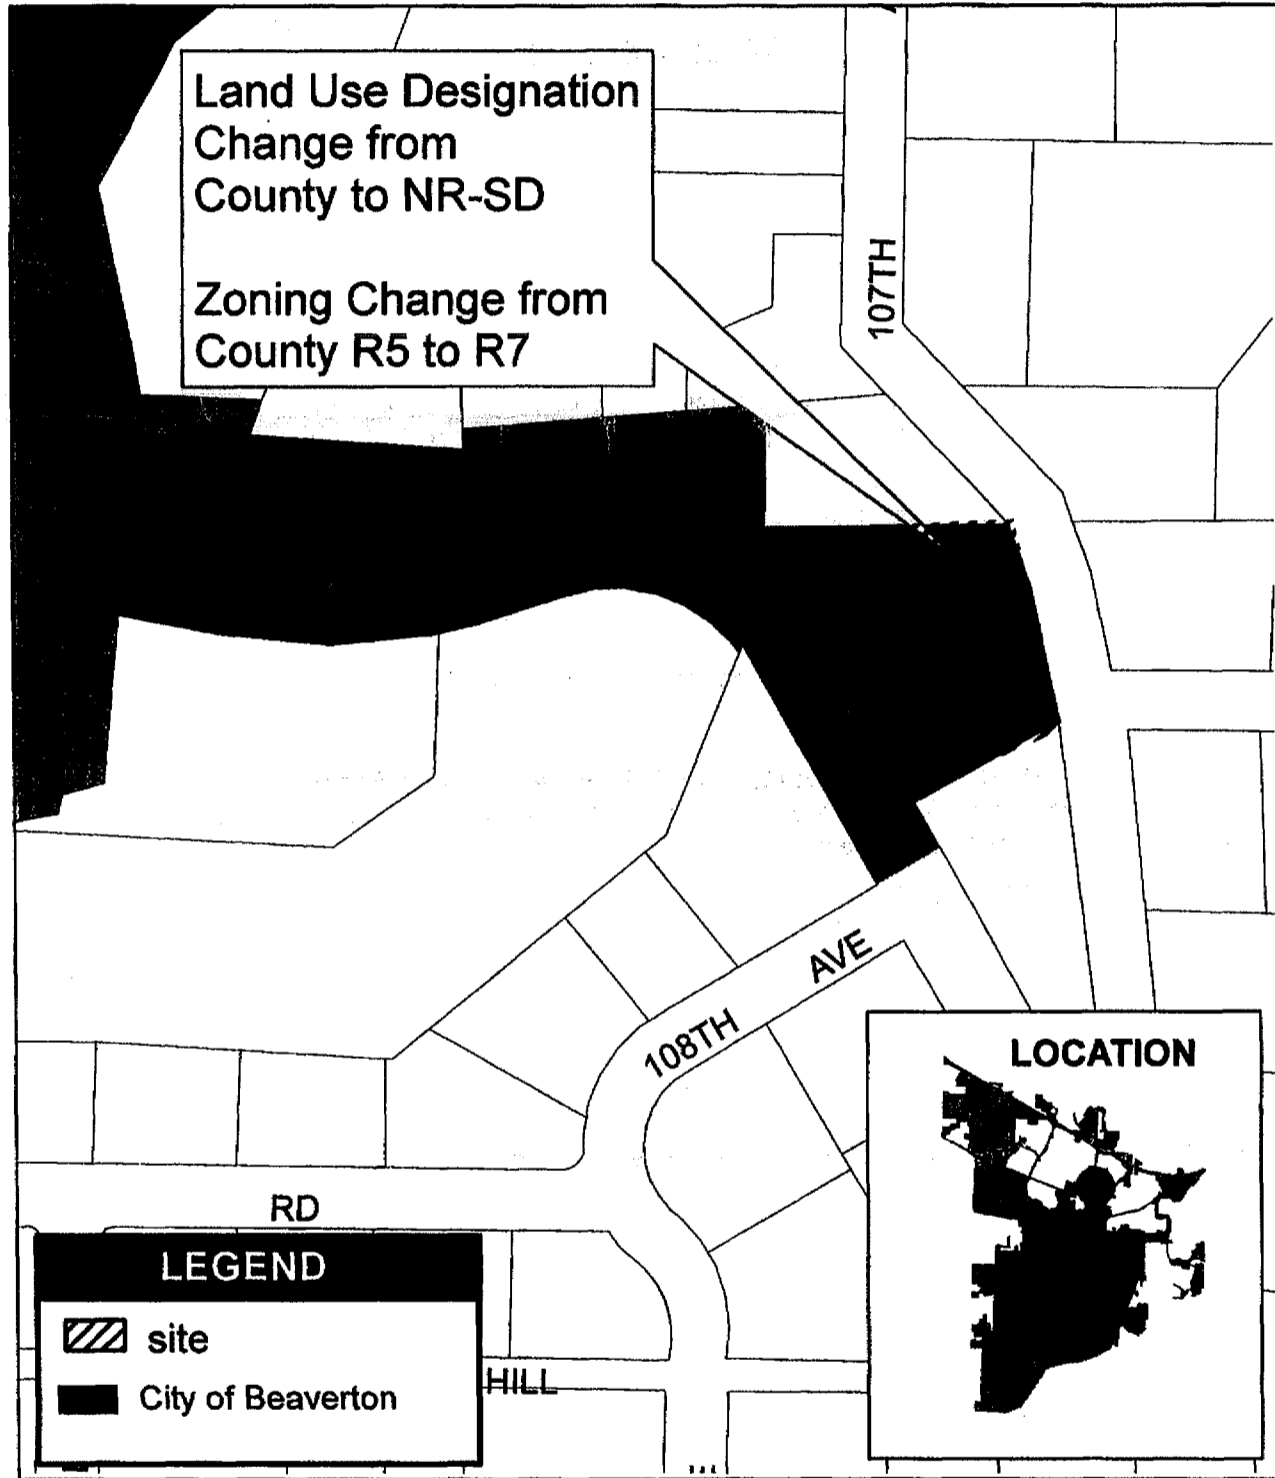 Land Use Designation
Change from
County to NR-SD
Zoning Change from
County R5 to R7
107TH
108TH AVE
RD
HILL
LOCATION
LEGEND
site
City of Beaverton